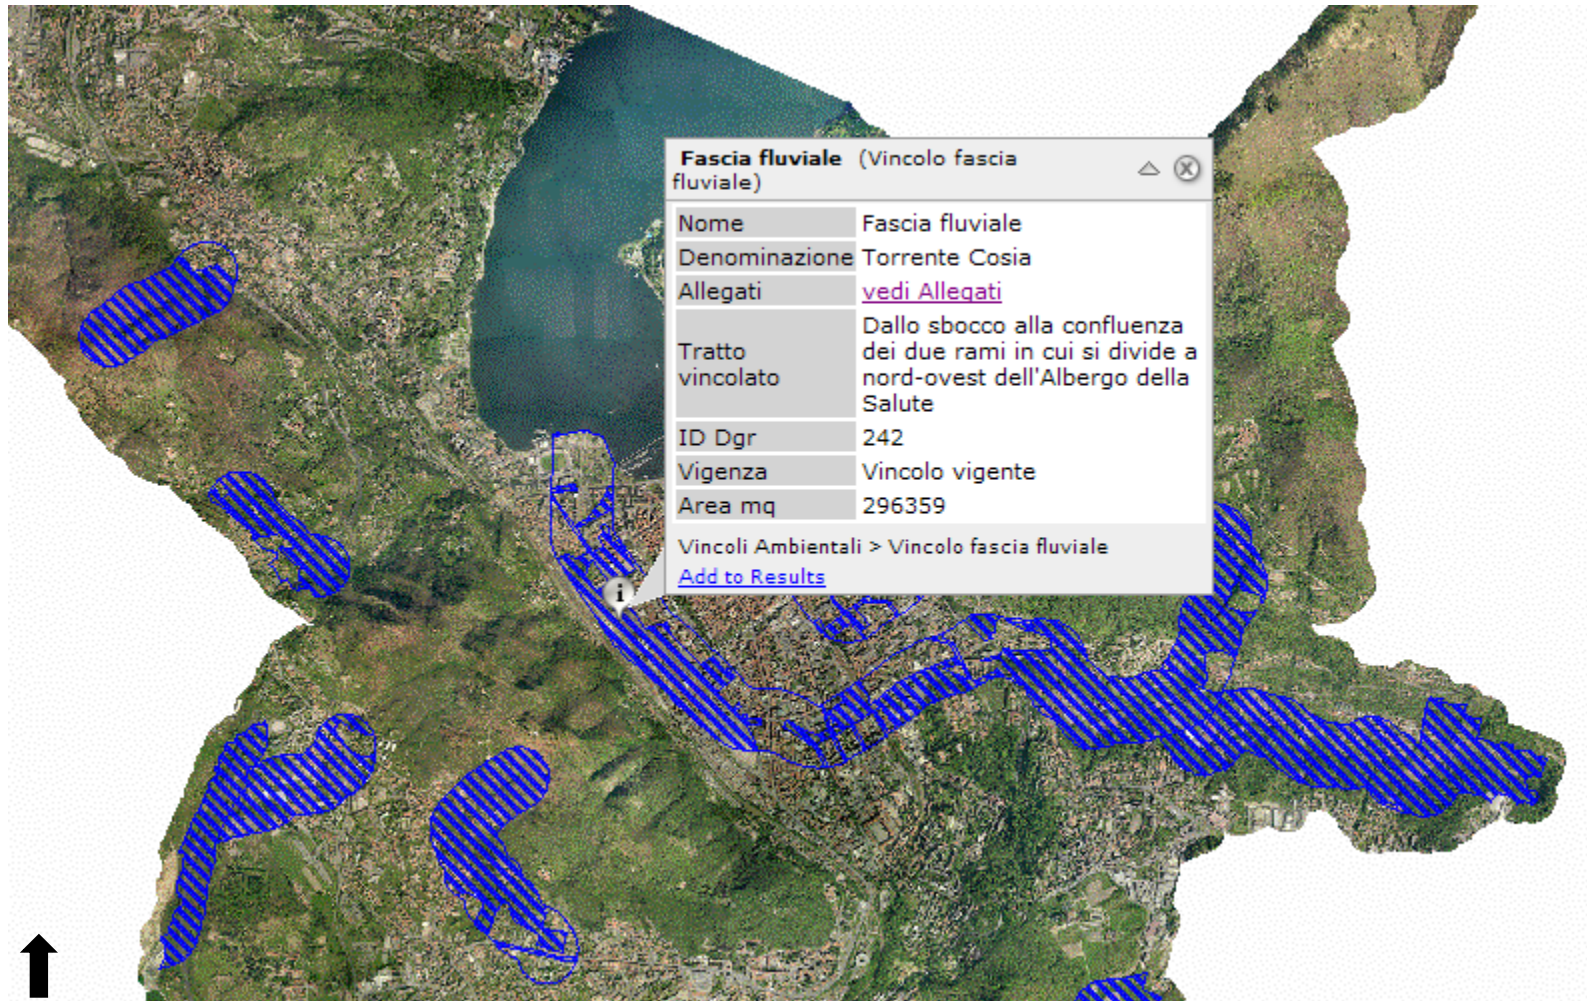 Fascia fluviale (Vincolo fascia
fluviale)
Nome Fascia fluviale
Denominazione Torrente Cosia
Allegati vedi Allegati
Tratto vincolato Dallo sbocco alla confluenza
dei due rami in cui si divide a
nord-ovest dell'Albergo della
Salute
ID Dgr 242
Vigenza Vincolo vigente
Area mq 296359
Vincoli Ambientali > Vincolo fascia fluviale
Add to Results
i